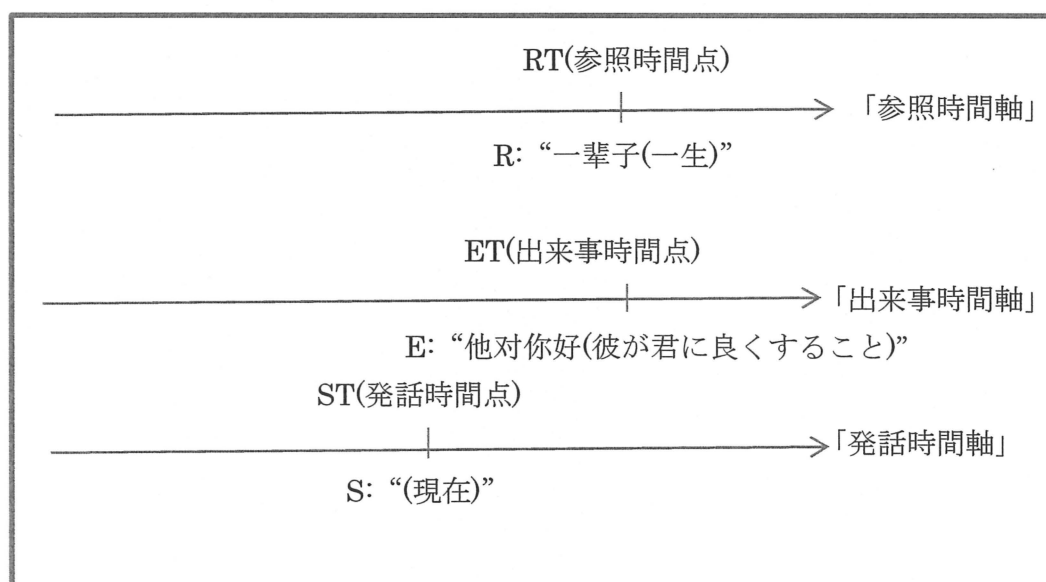 RT(参照時間点)
「参照時間軸」
R: “一辈子(一生)”
ET(出来事時間点)
「出来事時間軸」
E: “他对你好(彼が君に良くすること)”
ST(発話時間点)
「発話時間軸」
S: “(現在)”